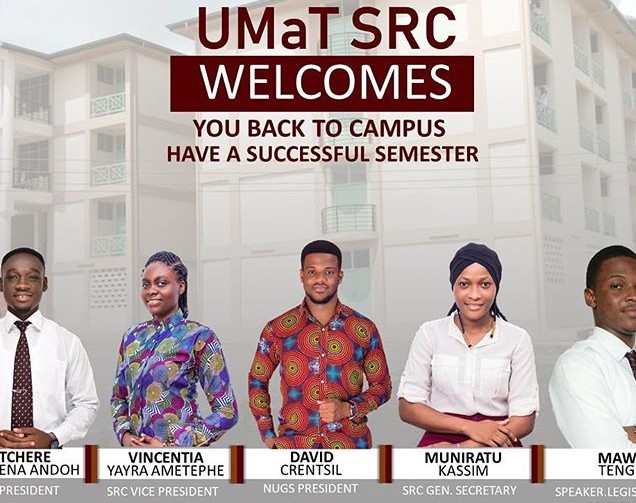 UMaT SRC
WELCOMES
YOU BACK TO CAMPUS
HAVE A SUCCESSFUL SEMESTER
TCHERE
ENA ANDOH
PRESIDENT
VINCENTIA
YAYRA AMETEPHE
SRC VICE PRESIDENT
DAVID
CRENTSIL
NUGS PRESIDENT
MUNIRATU
KASSIM
SRC GEN. SECRETARY
MAW
TENG
SPEAKER.LEGIS